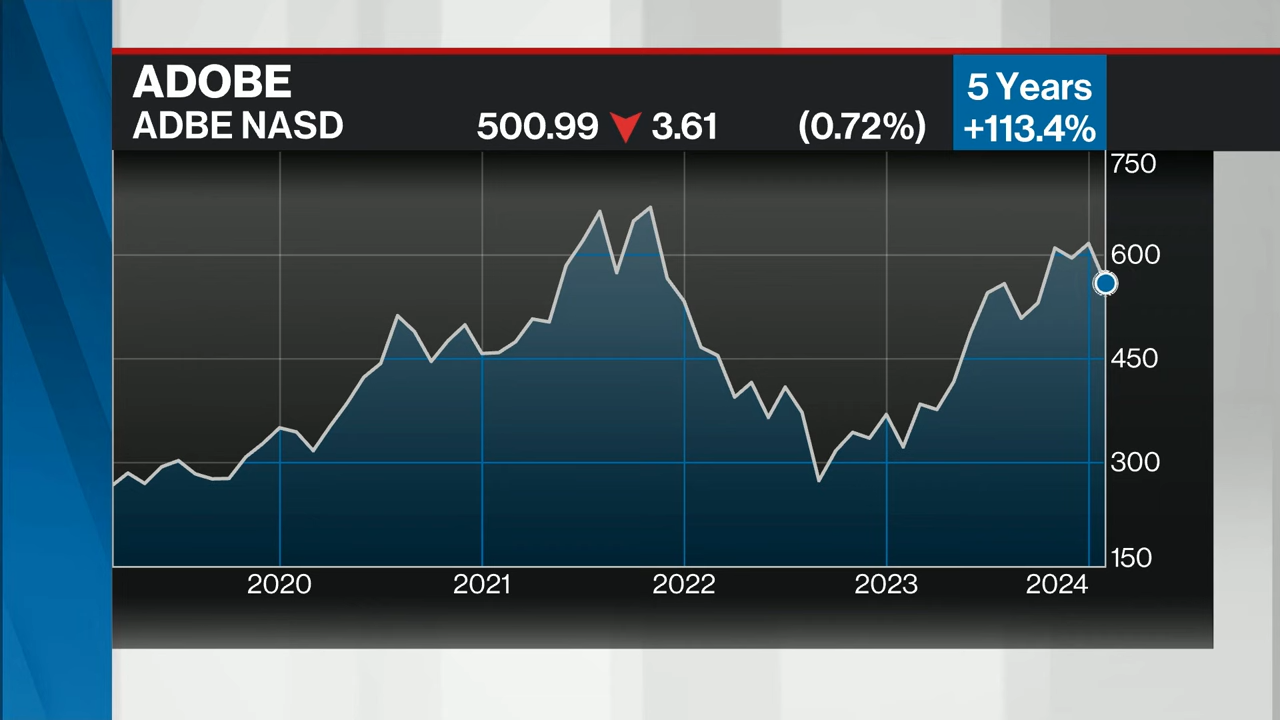 ADOBE
ADBE NASD 500.99 ▼ 3.61 (0.72%)
5 Years
+113.4%
750
600
450
300
150
2020 2021 2022 2023 2024